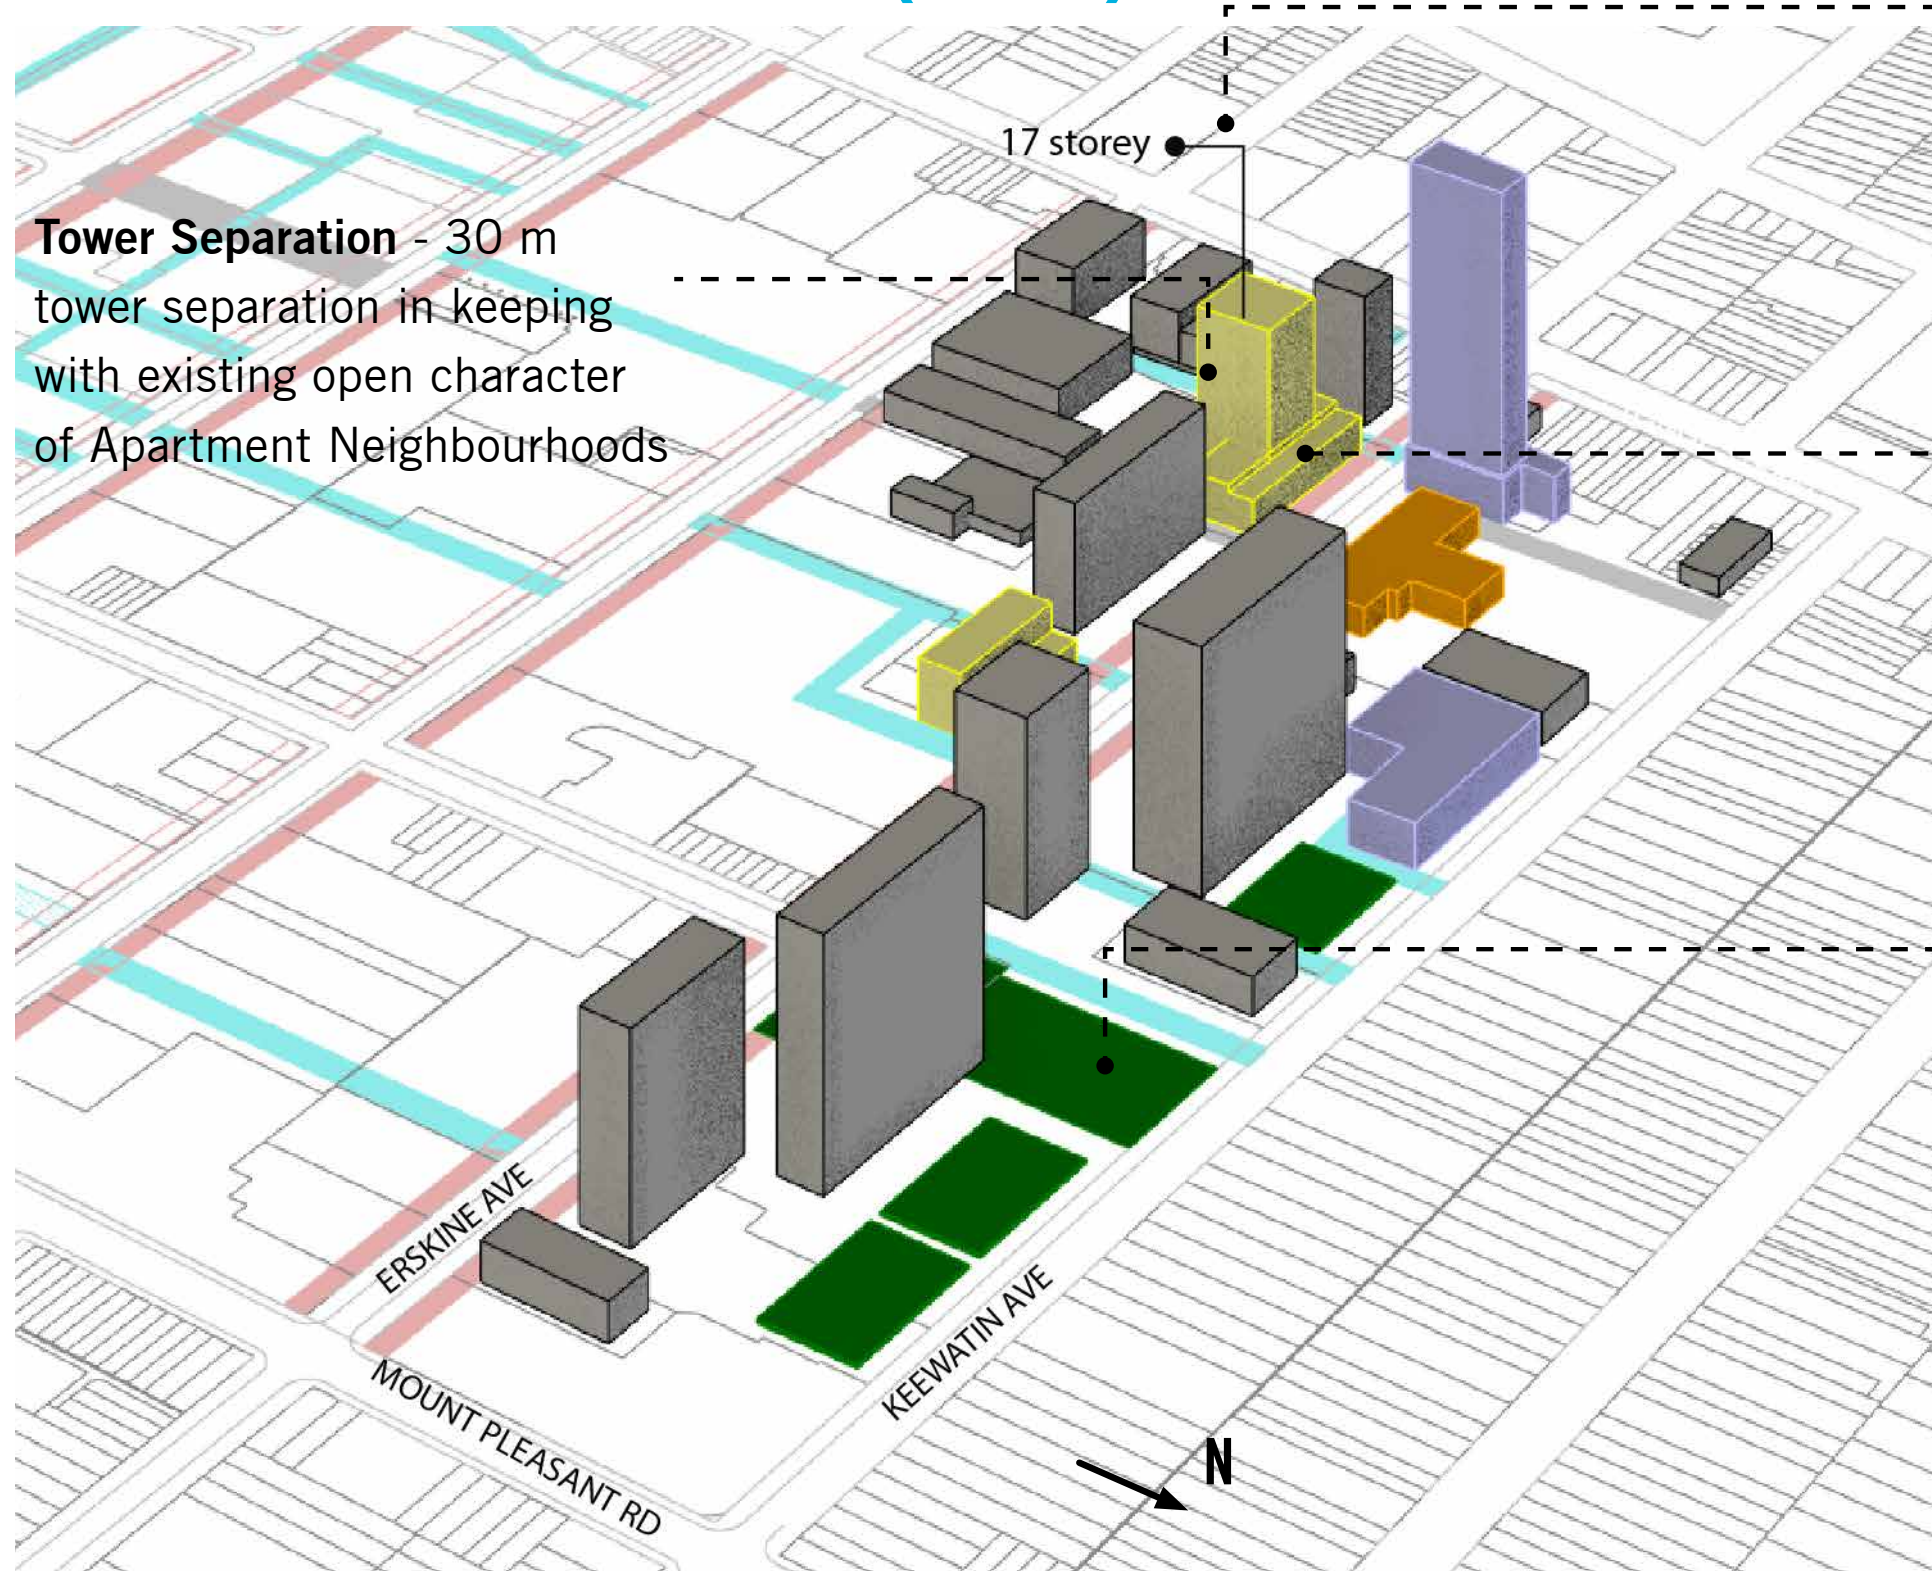 17 storey
Tower Separation - 30 m
tower separation in keeping
with existing open character
of Apartment Neighbourhoods
ERSKINE AVE
KEEWATIN AVE
MOUNT PLEASANT RD
N